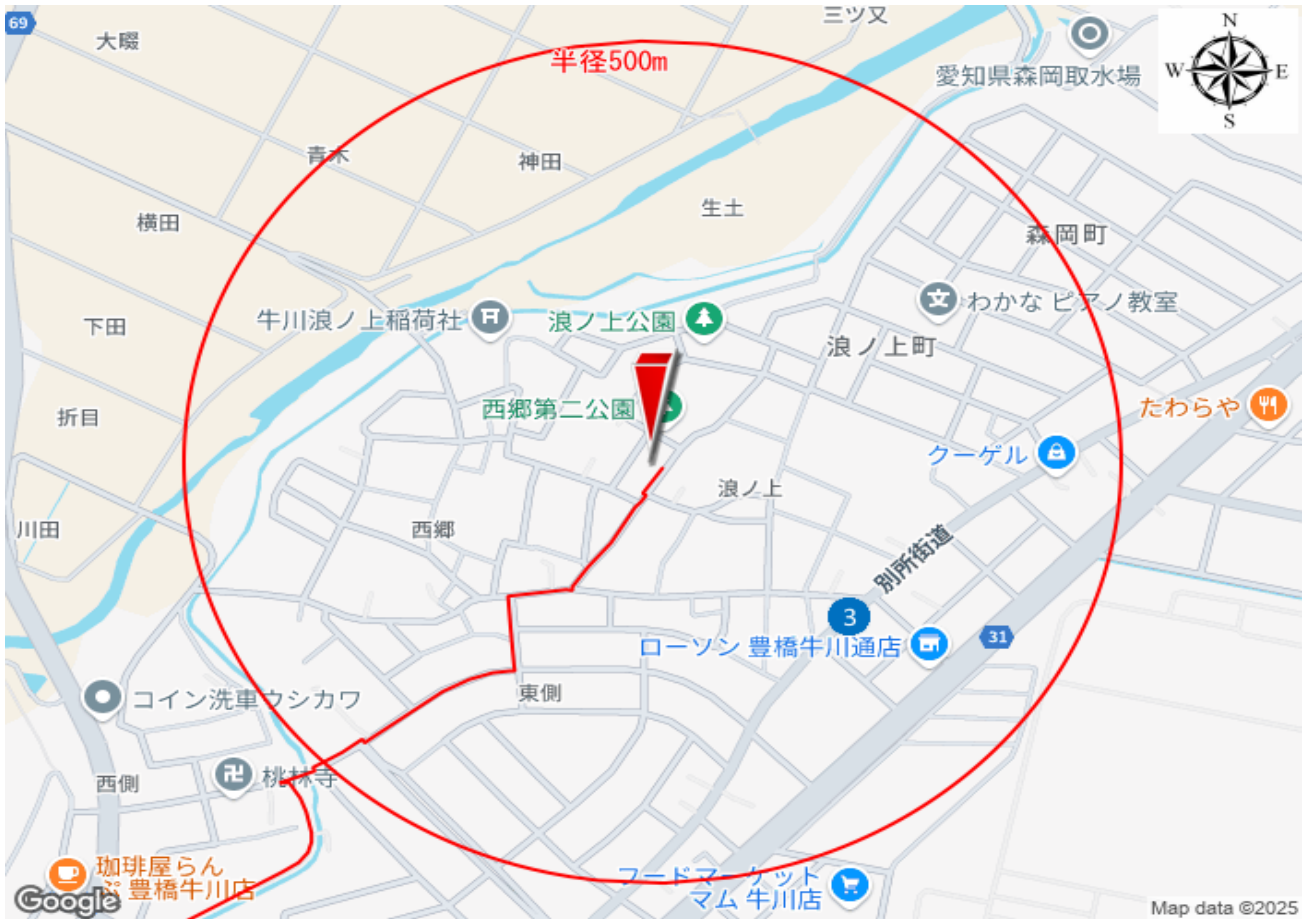 69
大畷
三ツ又
N
W
E
S
半径500m
愛知県森岡取水場
青木
神田
横田
生土
森岡町
わかな ピアノ教室
牛川浪ノ上稲荷社
浪ノ上公園
下田
浪ノ上町
西郷第二公園
折目
たわらや
クーゲル
浪ノ上
川田
西郷
別所街道
3
ローソン 豊橋牛川通店
31
東側
コイン洗車ウシカワ
西側
桃林寺
珈琲屋らん
ぷ 豊橋牛川店
フードマーケット
マム 牛川店
Google
Map data ©2025